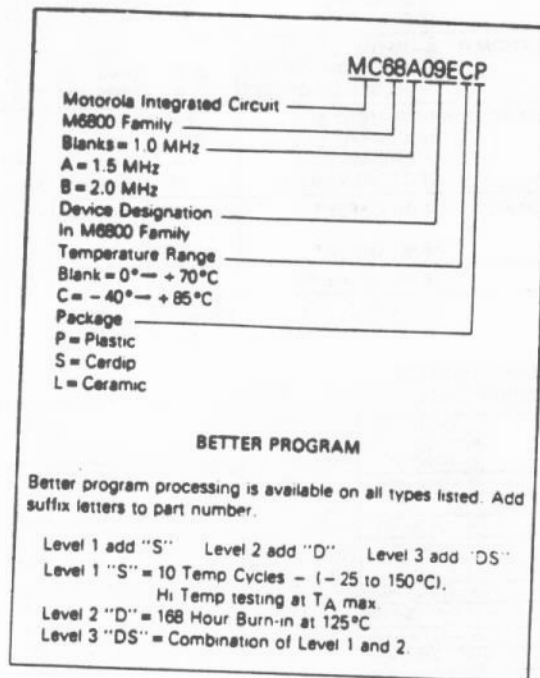 MC68A09ECP
Motorola Integrated Circuit
M6800 Family
Blanks = 1.0 MHz
A = 1.5 MHz
B = 2.0 MHz
Device Designation
In M6800 Family
Temperature Range
Blank = 0° → +70°C
C = -40° → +85°C
Package
P = Plastic
S = Cerdip
L = Ceramic
BETTER PROGRAM
Better program processing is available on all types listed. Add
suffix letters to part number.
Level 1 add "S" Level 2 add "D" Level 3 add "DS"
Level 1 "S" = 10 Temp Cycles - (-25 to 150°C),
Hi Temp testing at TA max.
Level 2 "D" = 168 Hour Burn-in at 125°C
Level 3 "DS" = Combination of Level 1 and 2.